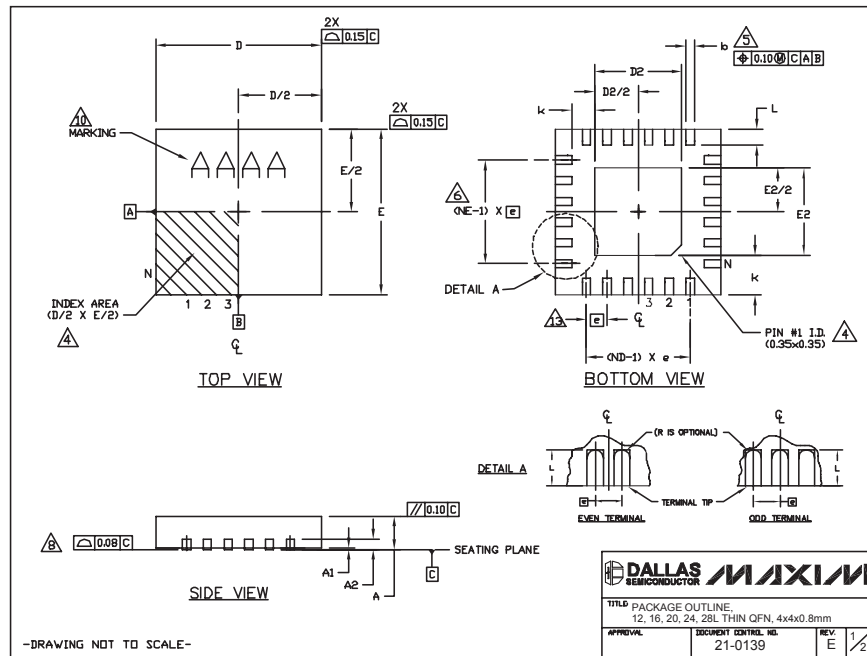 2X
⌓ 0.15 C
D
D/2
2X
⌓ 0.15 C
10
MARKING
E/2
E
A
N
INDEX AREA
(D/2 X E/2)
4
1 2 3
B
℄
TOP VIEW
5
b
⌖ 0.10 Ⓜ C A B
D2
D2/2
k
L
6
(NE-1) X e
E2/2
E2
N
k
DETAIL A
13
e
3 2 1
℄
(ND-1) X e
PIN #1 I.D.
(0.35x0.35)
4
BOTTOM VIEW
℄
(R IS OPTIONAL)
℄
DETAIL A
L
L
e
TERMINAL TIP
e
EVEN TERMINAL
ODD TERMINAL
// 0.10 C
8
⌓ 0.08 C
SEATING PLANE
A1
A2
A
C
SIDE VIEW
DALLAS
SEMICONDUCTOR
MAXIM
TITLE: PACKAGE OUTLINE,
12, 16, 20, 24, 28L THIN QFN, 4x4x0.8mm
APPROVAL
DOCUMENT CONTROL NO.
21-0139
REV.
E
1/2
-DRAWING NOT TO SCALE-